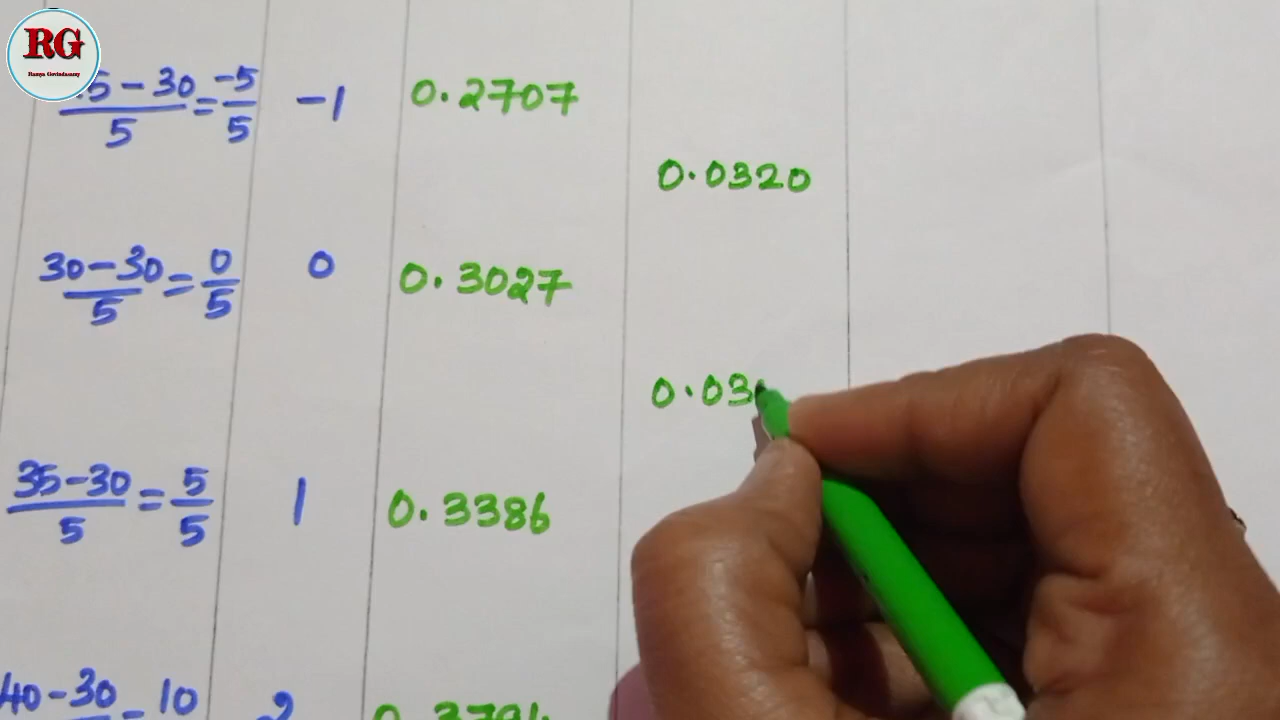 RG
Ramya Govindasamy
5 - 30 / 5 = -5 / 5 -1 0.2707
0.0320
30 - 30 / 5 = 0 / 5 0 0.3027
0.03
35 - 30 / 5 = 5 / 5 1 0.3386
40 - 30 = 10 2